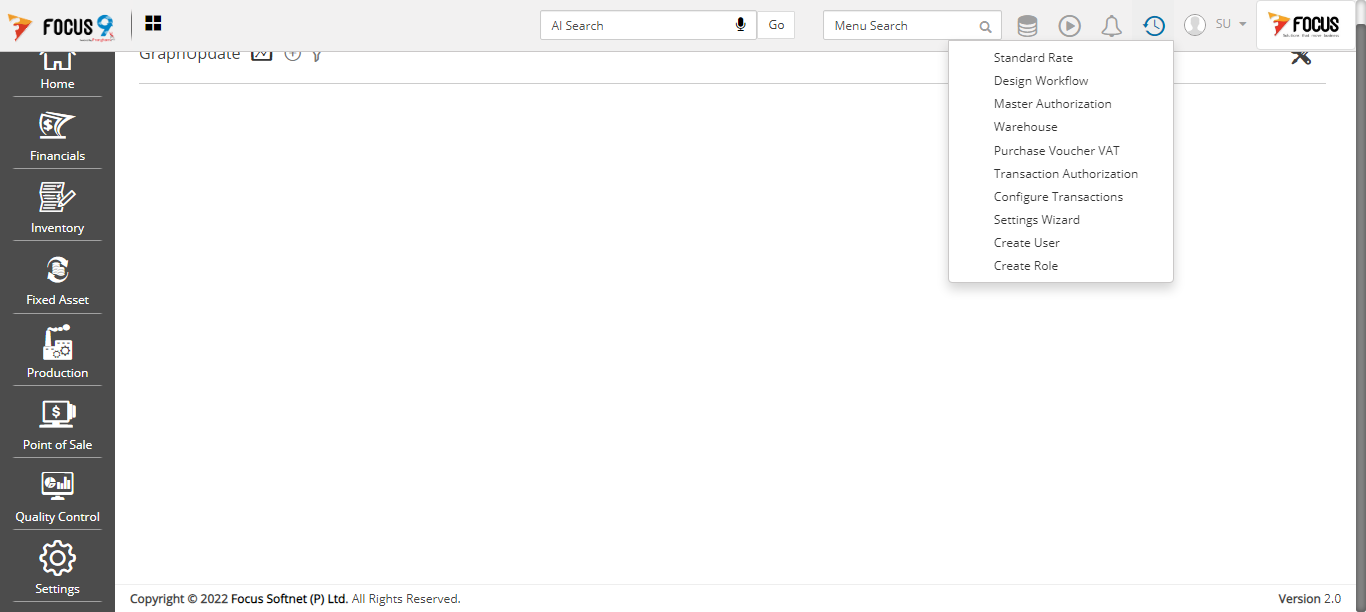 FOCUS 9
AI Search
Go
Menu Search
SU
FOCUS
GraphUpdate
Standard Rate
Design Workflow
Master Authorization
Warehouse
Purchase Voucher VAT
Transaction Authorization
Configure Transactions
Settings Wizard
Create User
Create Role
Home
Financials
Inventory
Fixed Asset
Production
Point of Sale
Quality Control
Settings
Copyright © 2022 Focus Softnet (P) Ltd. All Rights Reserved.
Version 2.0